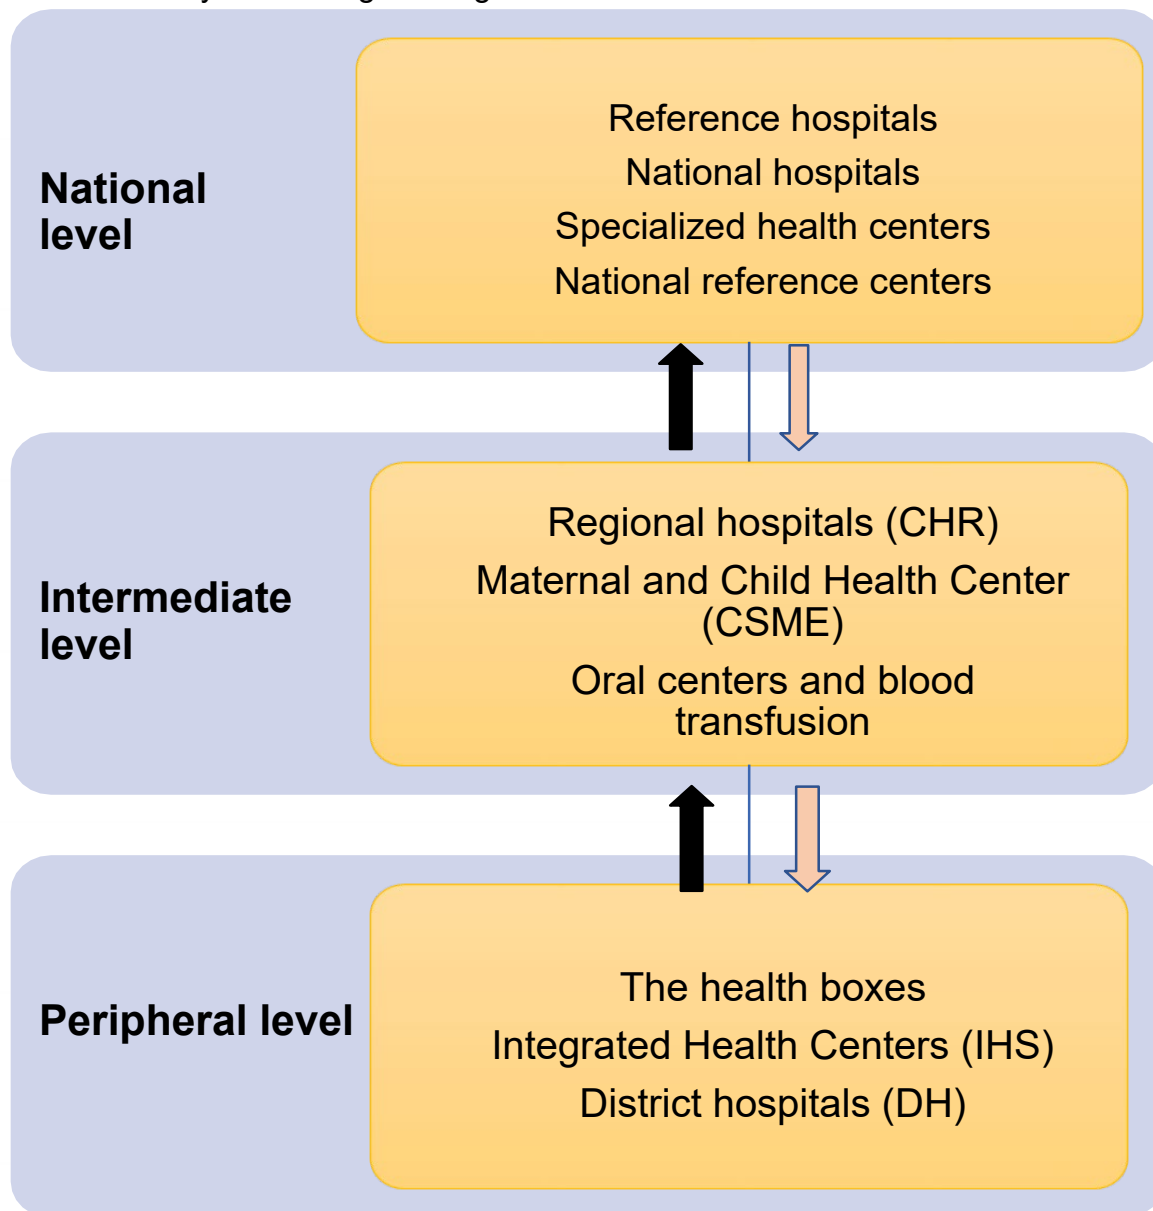 National
level
Reference hospitals
National hospitals
Specialized health centers
National reference centers
Intermediate
level
Regional hospitals (CHR)
Maternal and Child Health Center
(CSME)
Oral centers and blood
transfusion
Peripheral level
The health boxes
Integrated Health Centers (IHS)
District hospitals (DH)